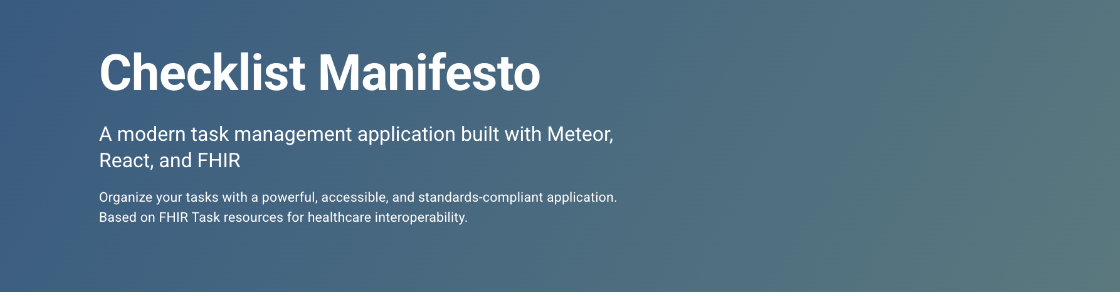 Checklist Manifesto
A modern task management application built with Meteor,
React, and FHIR
Organize your tasks with a powerful, accessible, and standards-compliant application.
Based on FHIR Task resources for healthcare interoperability.